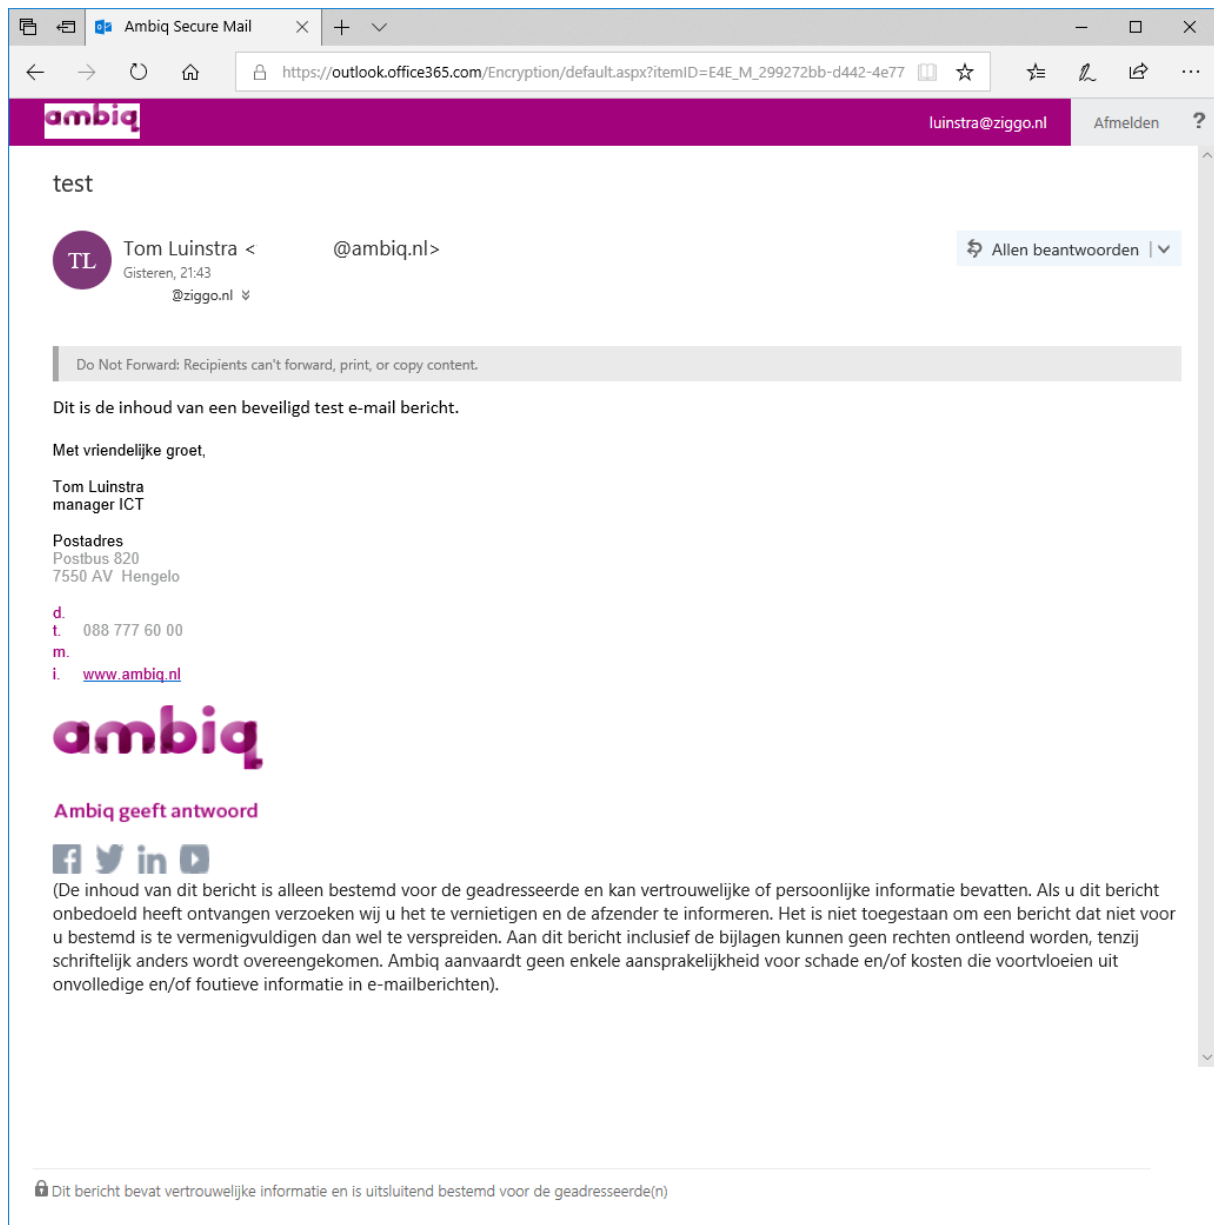 Ambiq Secure Mail
https://outlook.office365.com/Encryption/default.aspx?itemID=E4E_M_299272bb-d442-4e77
ambiq
luinstra@ziggo.nl Afmelden ?
test
TL
Tom Luinstra < @ambiq.nl>
Allen beantwoorden
Gisteren, 21:43
@ziggo.nl
Do Not Forward: Recipients can't forward, print, or copy content.
Dit is de inhoud van een beveiligd test e-mail bericht.
Met vriendelijke groet,
Tom Luinstra
manager ICT
Postadres
Postbus 820
7550 AV Hengelo
d.
t. 088 777 60 00
m.
i. www.ambiq.nl
ambiq
Ambiq geeft antwoord
(De inhoud van dit bericht is alleen bestemd voor de geadresseerde en kan vertrouwelijke of persoonlijke informatie bevatten. Als u dit bericht
onbedoeld heeft ontvangen verzoeken wij u het te vernietigen en de afzender te informeren. Het is niet toegestaan om een bericht dat niet voor
u bestemd is te vermenigvuldigen dan wel te verspreiden. Aan dit bericht inclusief de bijlagen kunnen geen rechten ontleend worden, tenzij
schriftelijk anders wordt overeengekomen. Ambiq aanvaardt geen enkele aansprakelijkheid voor schade en/of kosten die voortvloeien uit
onvolledige en/of foutieve informatie in e-mailberichten).
Dit bericht bevat vertrouwelijke informatie en is uitsluitend bestemd voor de geadresseerde(n)